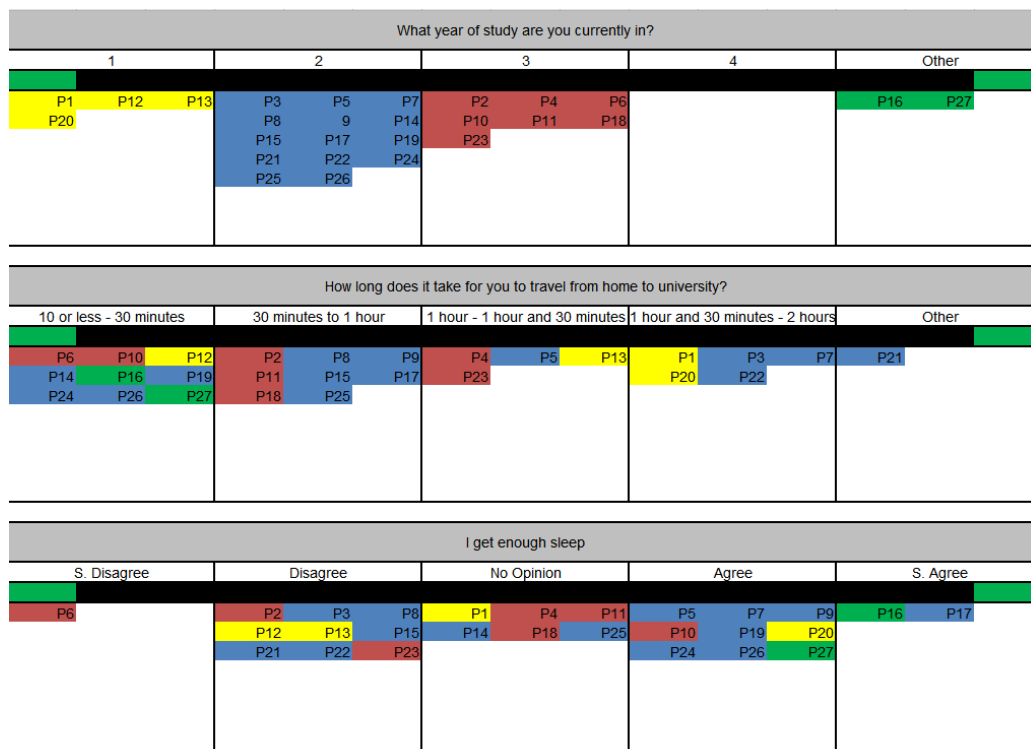 What year of study are you currently in?
1 2 3 4 Other
P1 P12 P13 P3 P5 P7 P2 P4 P6 P16 P27
P20 P8 9 P14 P10 P11 P18
P15 P17 P19 P23
P21 P22 P24
P25 P26
How long does it take for you to travel from home to university?
10 or less - 30 minutes 30 minutes to 1 hour 1 hour - 1 hour and 30 minutes 1 hour and 30 minutes - 2 hours Other
P6 P10 P12 P2 P8 P9 P4 P5 P13 P1 P3 P7 P21
P14 P16 P19 P11 P15 P17 P23 P20 P22
P24 P26 P27 P18 P25
I get enough sleep
S. Disagree Disagree No Opinion Agree S. Agree
P6 P2 P3 P8 P1 P4 P11 P5 P7 P9 P16 P17
P12 P13 P15 P14 P18 P25 P10 P19 P20
P21 P22 P23 P24 P26 P27